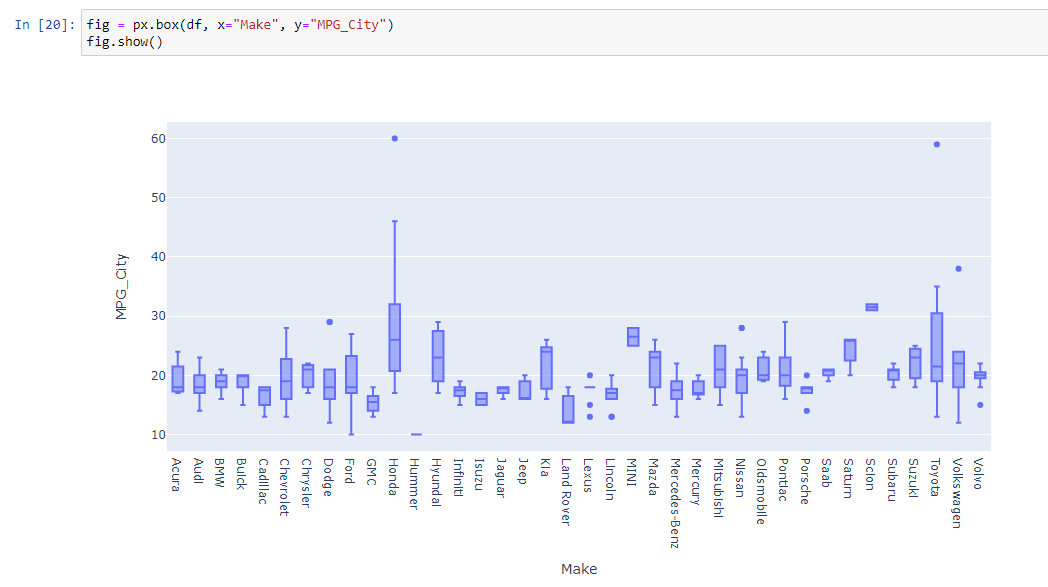 In [20]: fig = px.box(df, x="Make", y="MPG_City")
fig.show()
60
50
40
30
20
10
MPG_City
Acura
Audi
BMW
Buick
Cadillac
Chevrolet
Chrysler
Dodge
Ford
GMC
Honda
Hummer
Hyundai
Infiniti
Isuzu
Jaguar
Jeep
Kia
Land Rover
Lexus
Lincoln
MINI
Mazda
Mercedes-Benz
Mercury
Mitsubishi
Nissan
Oldsmobile
Pontiac
Porsche
Saab
Saturn
Scion
Subaru
Suzuki
Toyota
Volkswagen
Volvo
Make